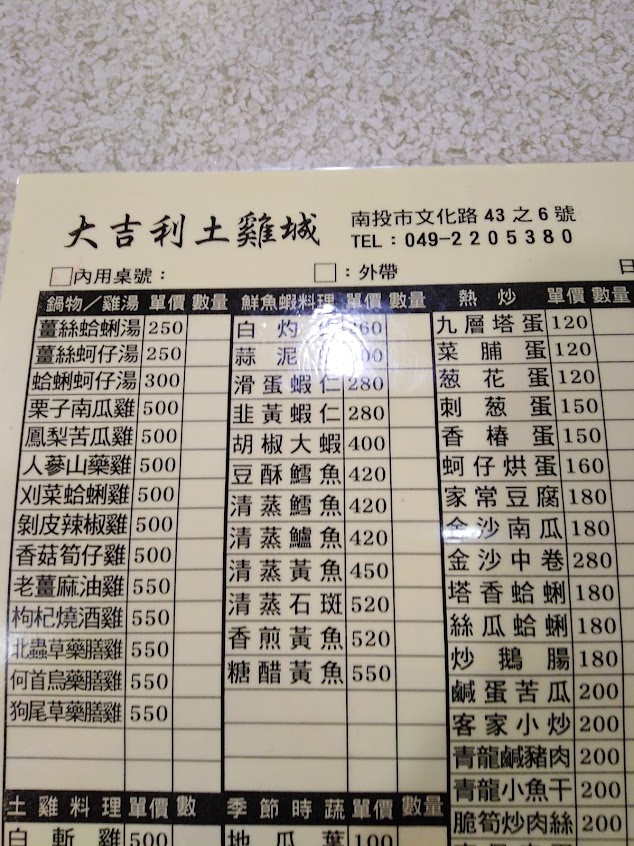 大吉利土雞城
南投市文化路43之6號
TEL：049-2205380
內用桌號：
：外帶
日
鍋物／雞湯 單價 數量
薑絲蛤蜊湯 250
薑絲蚵仔湯 250
蛤蜊蚵仔湯 300
栗子南瓜雞 500
鳳梨苦瓜雞 500
人蔘山藥雞 500
刈菜蛤蜊雞 500
剝皮辣椒雞 500
香菇筍仔雞 500
老薑麻油雞 550
枸杞燒酒雞 550
北蟲草藥膳雞 550
何首烏藥膳雞 550
狗尾草藥膳雞 550
鮮魚蝦料理 單價 數量
白灼 60
蒜泥 00
滑蛋蝦仁 280
韭黃蝦仁 280
胡椒大蝦 400
豆酥鱈魚 420
清蒸鱈魚 420
清蒸鱸魚 420
清蒸黃魚 450
清蒸石斑 520
香煎黃魚 520
糖醋黃魚 550
熱炒 單價 數量
九層塔蛋 120
菜脯蛋 120
蔥花蛋 120
刺蔥蛋 150
香椿蛋 150
蚵仔烘蛋 160
家常豆腐 180
金沙南瓜 180
金沙中卷 280
塔香蛤蜊 180
絲瓜蛤蜊 180
炒鵝腸 180
鹹蛋苦瓜 200
客家小炒 200
青龍鹹豬肉 200
青龍小魚干 200
脆筍炒肉絲 200
土雞料理 單價 數
白斬雞 500
季節時蔬 單價 數量
地瓜葉 100